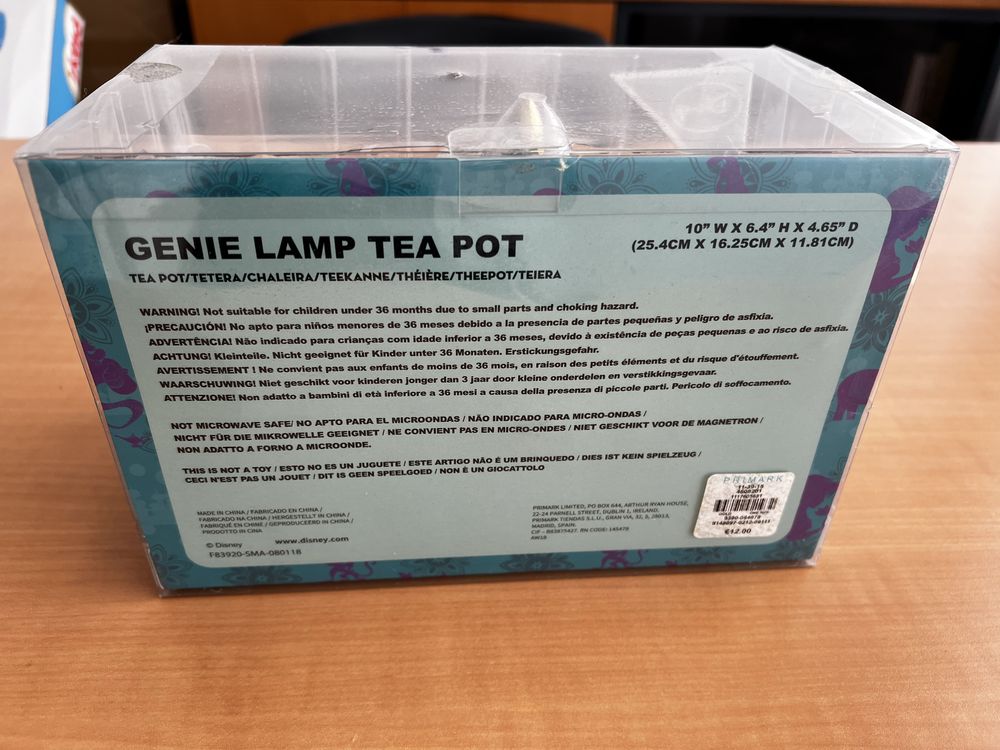 GENIE LAMP TEA POT
10" W X 6.4" H X 4.65" D
(25.4CM X 16.25CM X 11.81CM)
TEA POT/TETERA/CHALEIRA/TEEKANNE/THÉIÈRE/THEEPOT/TEIERA
WARNING! Not suitable for children under 36 months due to small parts and choking hazard.
¡PRECAUCIÓN! No apto para niños menores de 36 meses debido a la presencia de partes pequeñas y peligro de asfixia.
ADVERTÊNCIA! Não indicado para crianças com idade inferior a 36 meses, devido à existência de peças pequenas e ao risco de asfixia.
ACHTUNG! Kleinteile. Nicht geeignet für Kinder unter 36 Monaten. Erstickungsgefahr.
AVERTISSEMENT ! Ne convient pas aux enfants de moins de 36 mois, en raison des petits éléments et du risque d'étouffement.
WAARSCHUWING! Niet geschikt voor kinderen jonger dan 3 jaar door kleine onderdelen en verstikkingsgevaar.
ATTENZIONE! Non adatto a bambini di età inferiore a 36 mesi a causa della presenza di piccole parti. Pericolo di soffocamento.
NOT MICROWAVE SAFE/ NO APTO PARA EL MICROONDAS / NÃO INDICADO PARA MICRO-ONDAS /
NICHT FÜR DIE MIKROWELLE GEEIGNET / NE CONVIENT PAS EN MICRO-ONDES / NIET GESCHIKT VOOR DE MAGNETRON /
NON ADATTO A FORNO A MICROONDE.
THIS IS NOT A TOY / ESTO NO ES UN JUGUETE / ESTE ARTIGO NÃO É UM BRINQUEDO / DIES IST KEIN SPIELZEUG /
CECI N'EST PAS UN JOUET / DIT IS GEEN SPEELGOED / NON È UN GIOCATTOLO
MADE IN CHINA / FABRICADO EN CHINA /
FABRICADO NA CHINA / HERGESTELLT IN CHINA /
FABRIQUÉ EN CHINE / GEPRODUCEERD IN CHINA /
PRODOTTO IN CINA
© Disney www.disney.com
F83920-SMA-080118
PRIMARK LIMITED, PO BOX 644, ARTHUR RYAN HOUSE,
22-24 PARNELL STREET, DUBLIN 1, IRELAND.
PRIMARK TIENDAS S.L.U., GRAN VIA, 32, 5, 28013,
MADRID, SPAIN.
CIF – B83875427. RN CODE: 145478
AW18
PRIMARK
€12.00